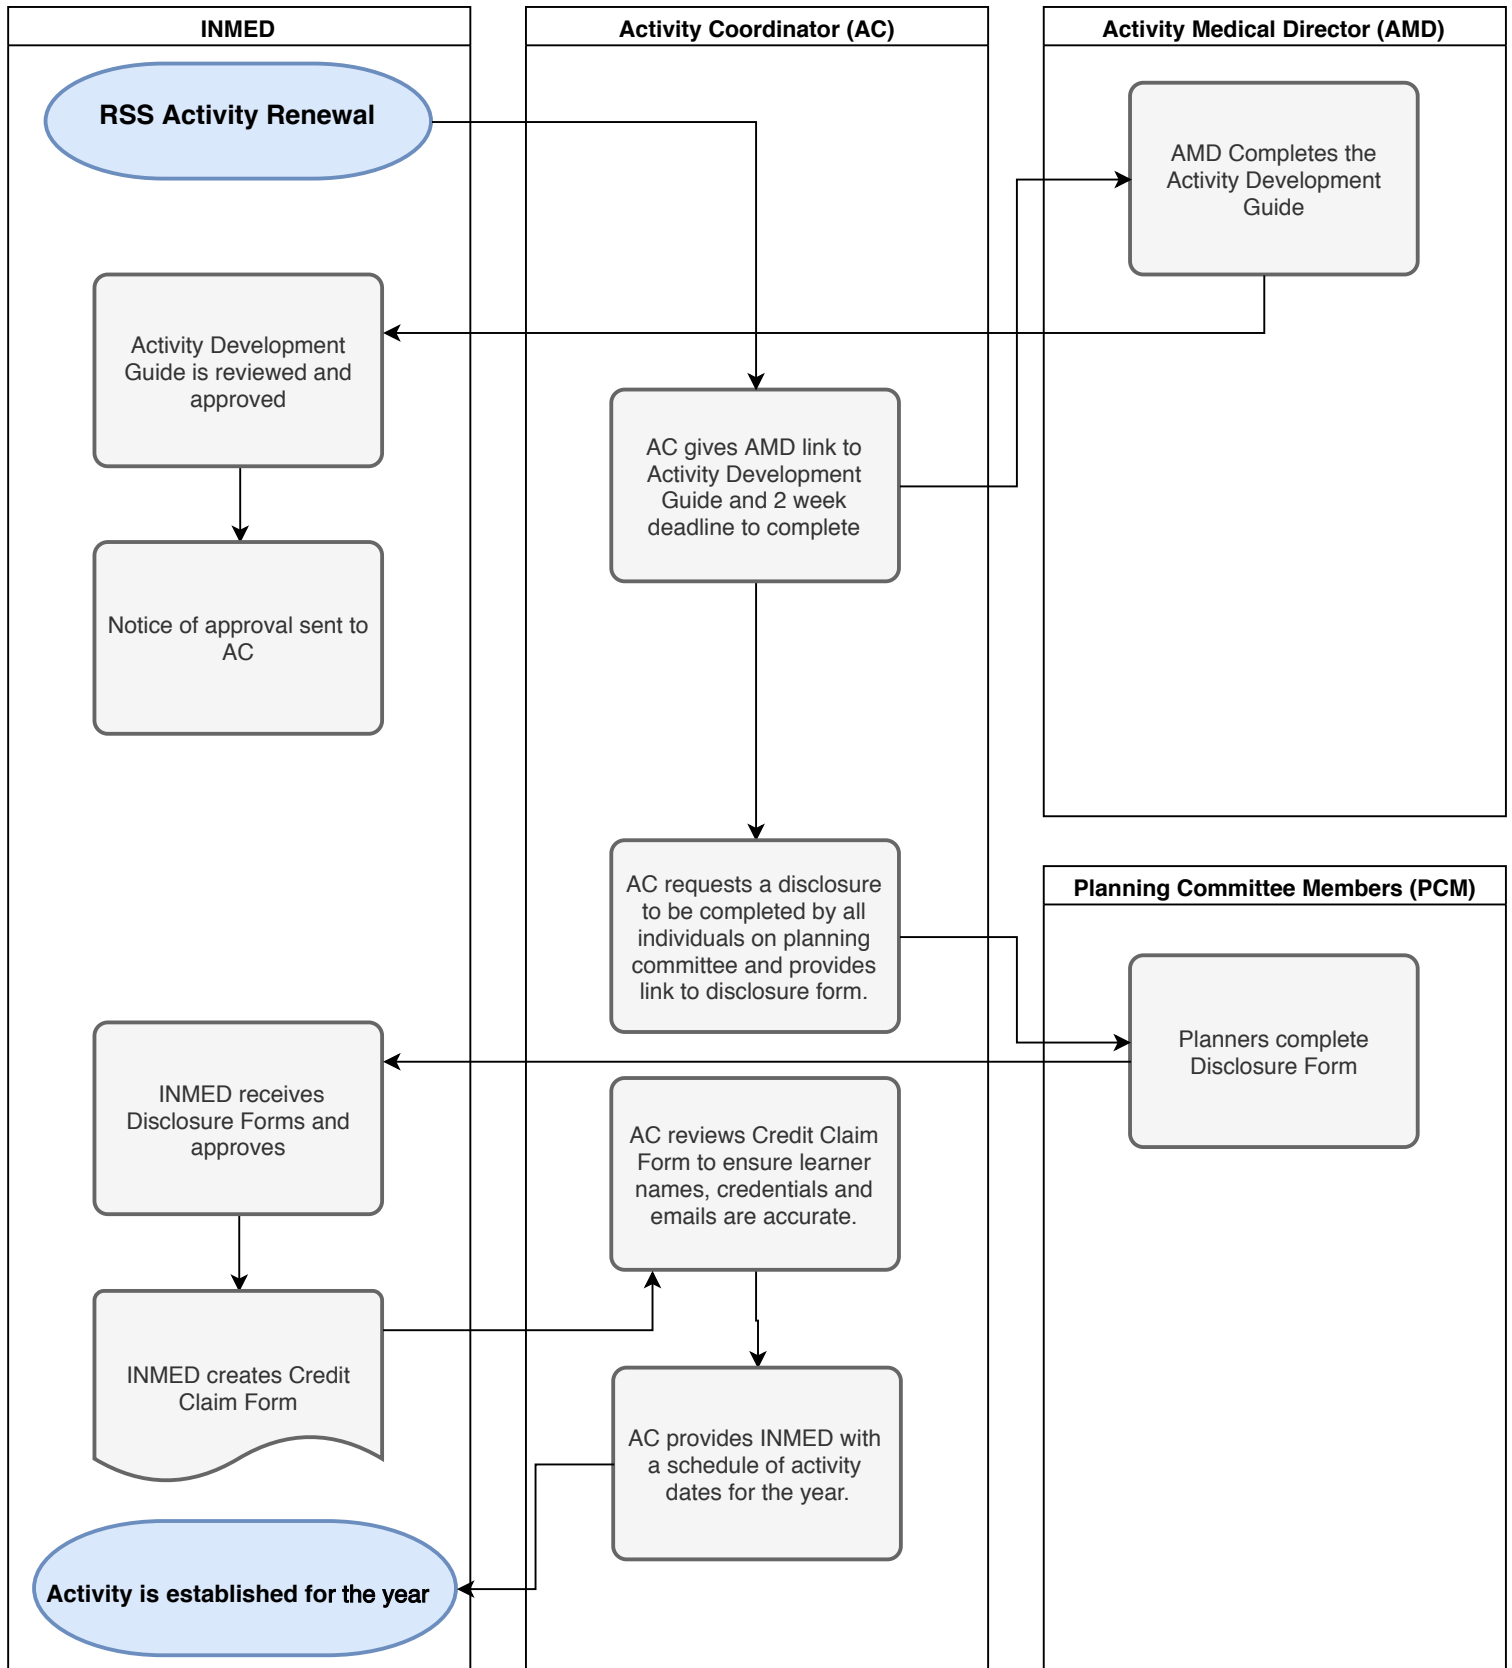 INMED
Activity Coordinator (AC)
Activity Medical Director (AMD)
RSS Activity Renewal
AMD Completes the
Activity Development
Guide
Activity Development
Guide is reviewed and
approved
AC gives AMD link to
Activity Development
Guide and 2 week
deadline to complete
Notice of approval sent to
AC
AC requests a disclosure
to be completed by all
individuals on planning
committee and provides
link to disclosure form.
Planning Committee Members (PCM)
Planners complete
Disclosure Form
INMED receives
Disclosure Forms and
approves
AC reviews Credit Claim
Form to ensure learner
names, credentials and
emails are accurate.
INMED creates Credit
Claim Form
AC provides INMED with
a schedule of activity
dates for the year.
Activity is established for the year